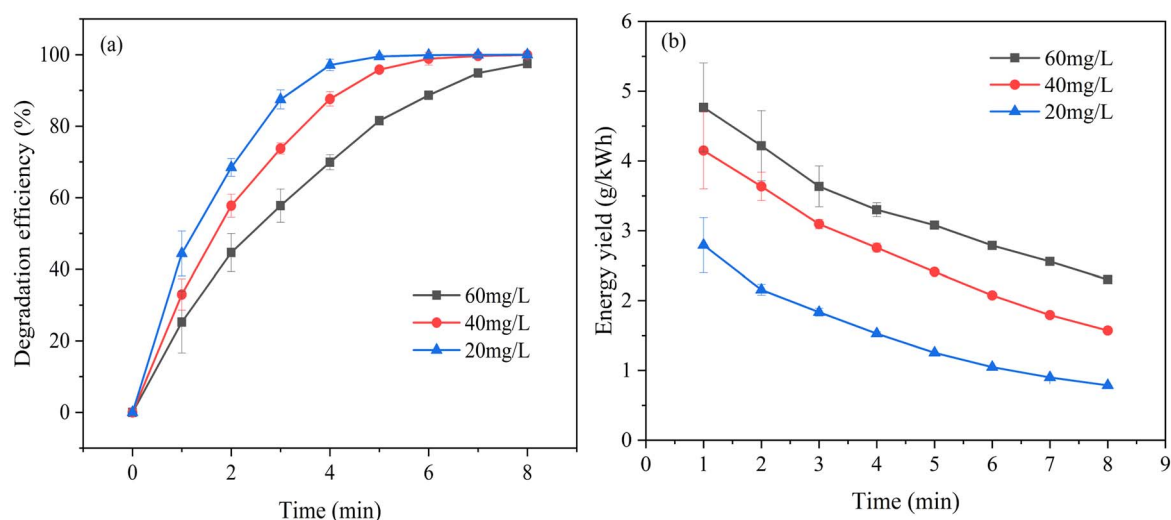 (a)
Degradation efficiency (%)
100
80
60
40
20
0
60mg/L
40mg/L
20mg/L
0 2 4 6 8
Time (min)
(b)
Energy yield (g/kWh)
6
5
4
3
2
1
0
60mg/L
40mg/L
20mg/L
0 1 2 3 4 5 6 7 8 9
Time (min)